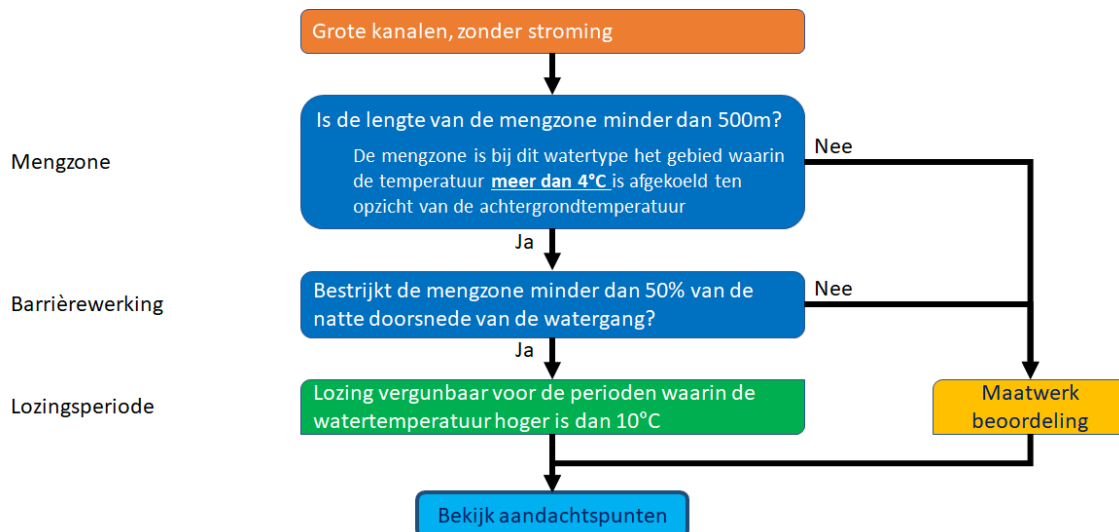 Grote kanalen, zonder stroming
Is de lengte van de mengzone minder dan 500m?
De mengzone is bij dit watertype het gebied waarin
de temperatuur meer dan 4°C is afgekoeld ten
opzicht van de achtergrondtemperatuur
Mengzone
Nee
Ja
Barrièrewerking
Bestrijkt de mengzone minder dan 50% van de
natte doorsnede van de watergang?
Nee
Ja
Lozingsperiode
Lozing vergunbaar voor de perioden waarin de
watertemperatuur hoger is dan 10°C
Maatwerk
beoordeling
Bekijk aandachtspunten